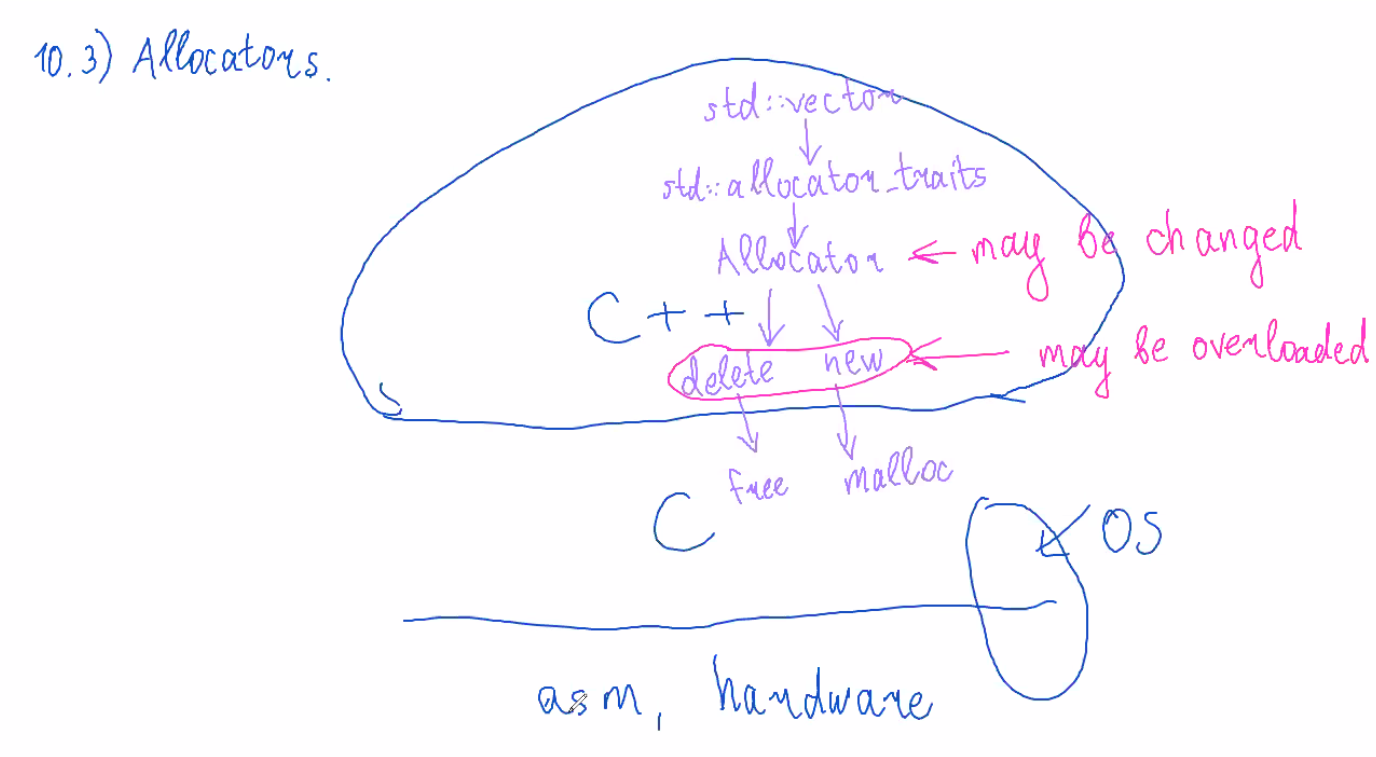 10.3) Allocators.
std::vector
std::allocator_traits
Allocator ← may be changed
C++
delete new ← may be overloaded
free malloc
C
OS
asm, hardware